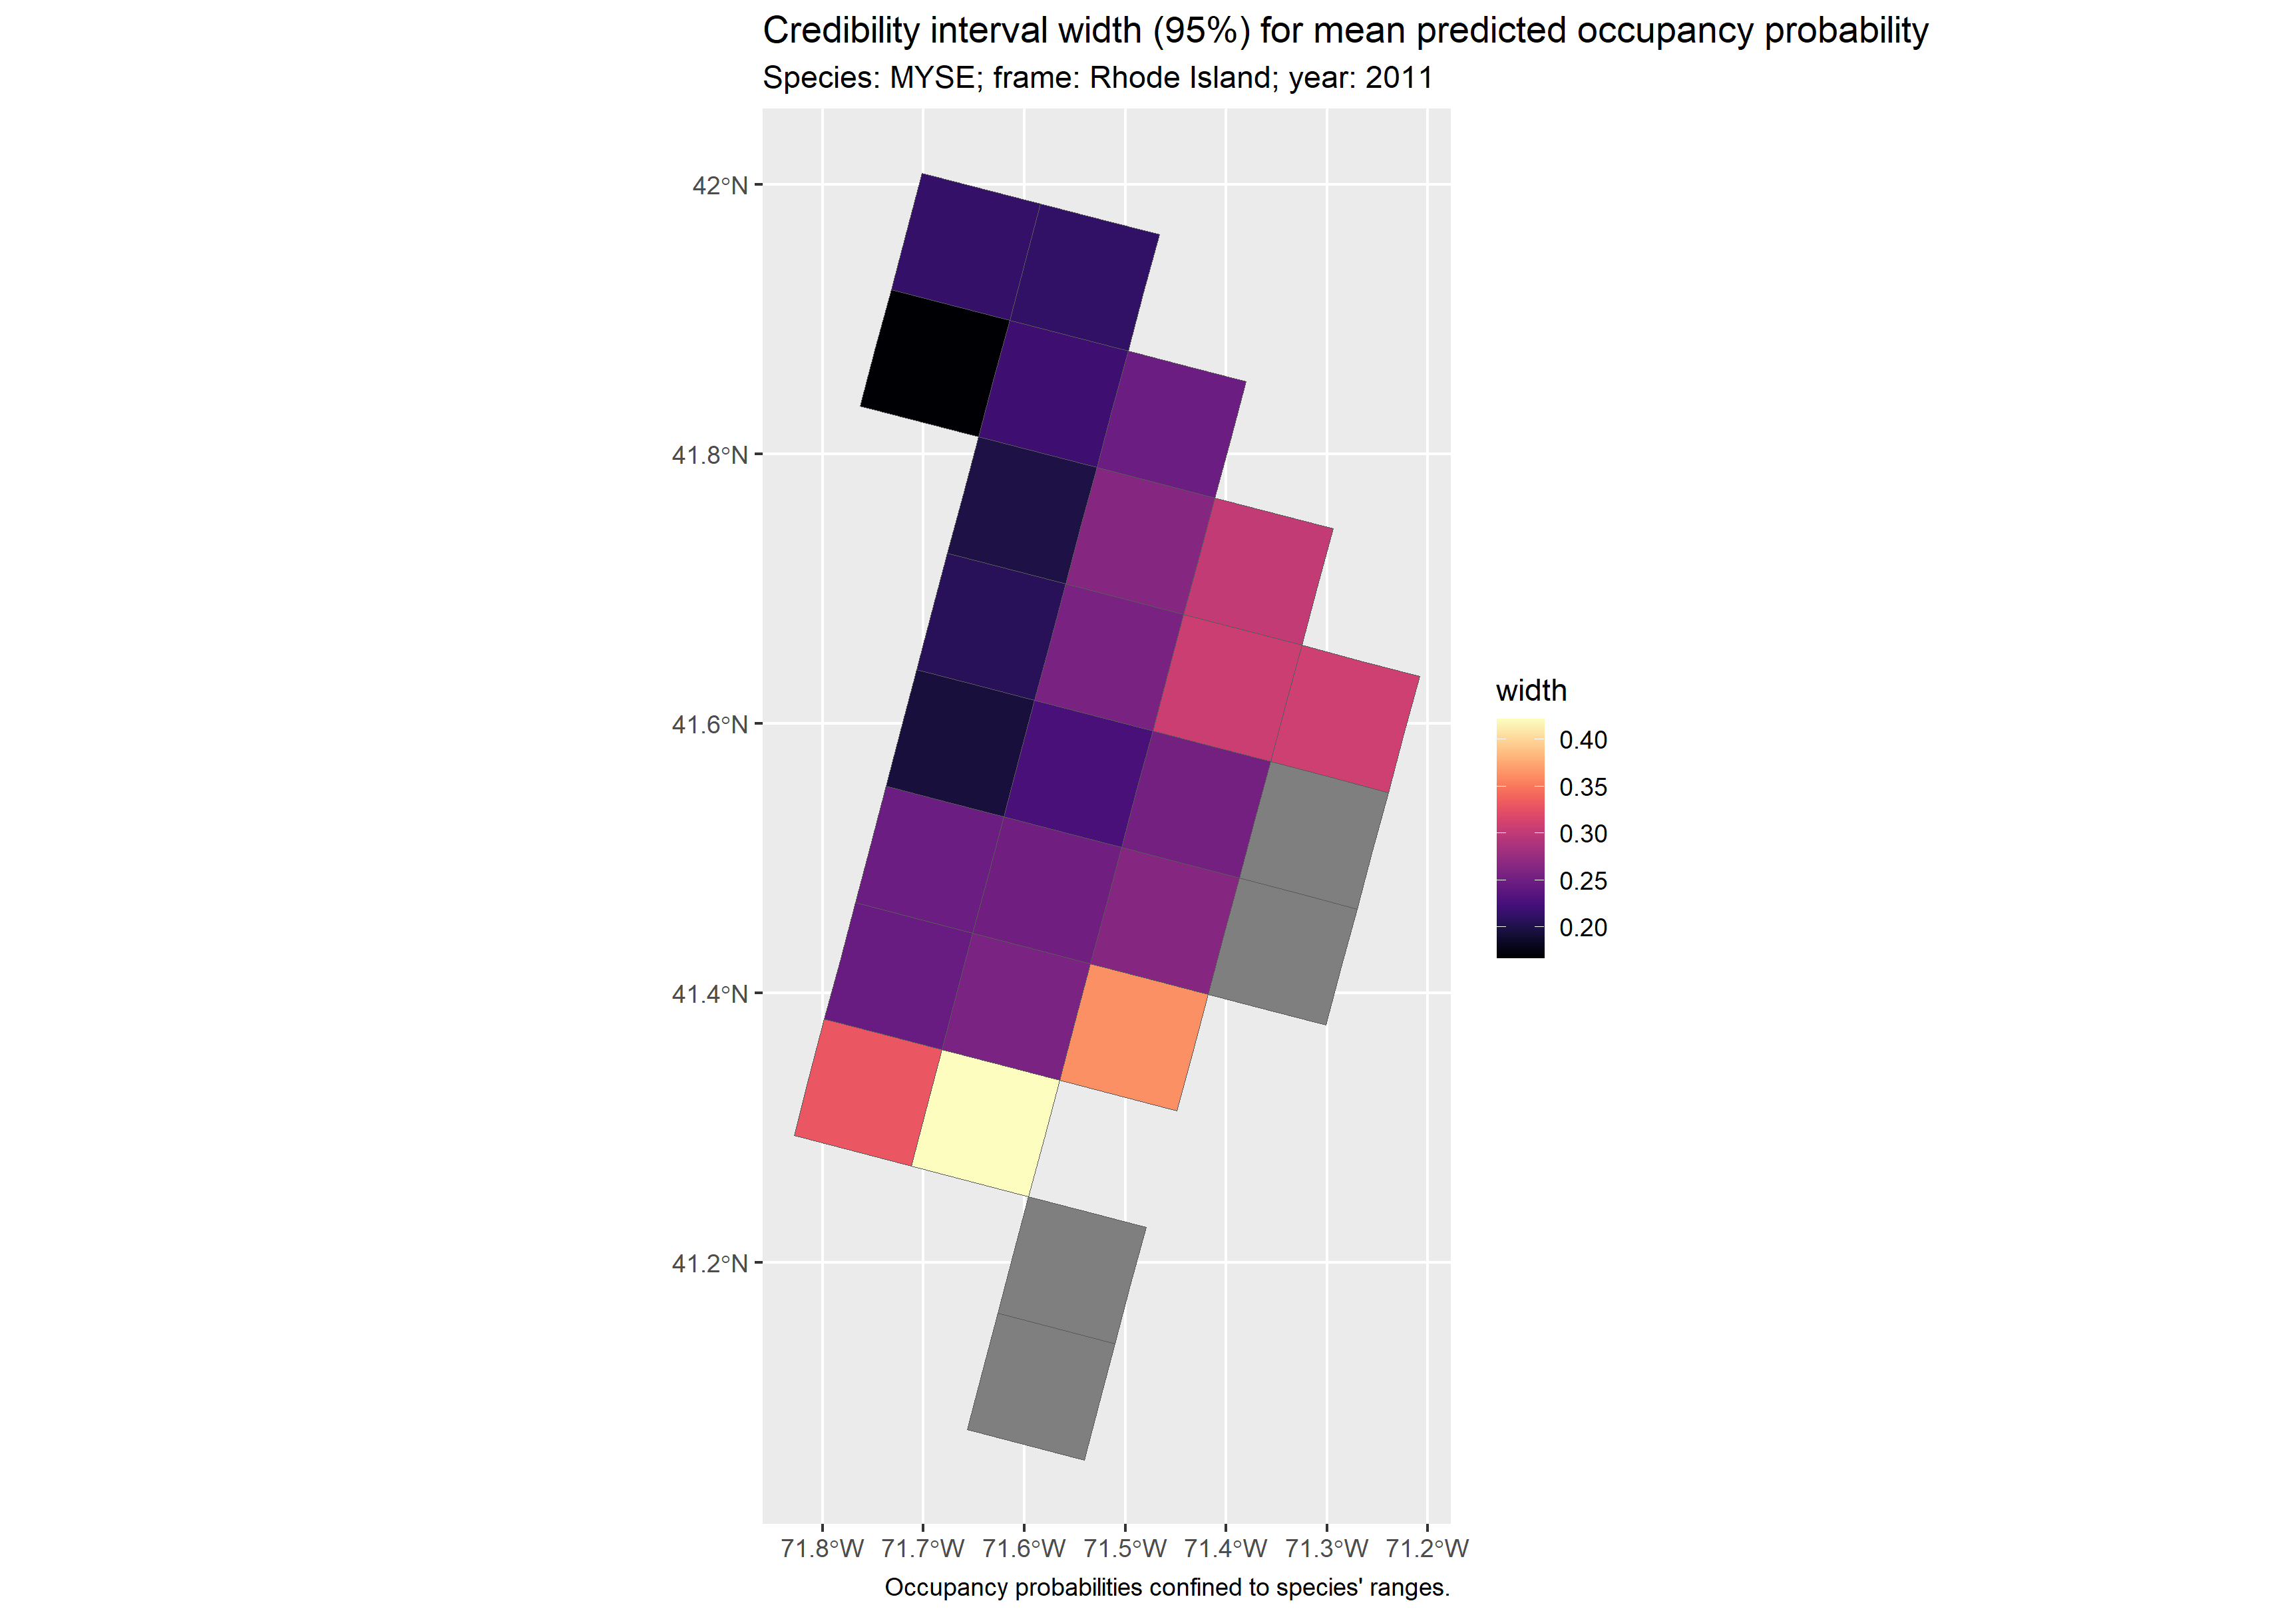 Credibility interval width (95%) for mean predicted occupancy probability
Species: MYSE; frame: Rhode Island; year: 2011
42°N
41.8°N
41.6°N
41.4°N
41.2°N
width
0.40
0.35
0.30
0.25
0.20
71.8°W 71.7°W 71.6°W 71.5°W 71.4°W 71.3°W 71.2°W
Occupancy probabilities confined to species' ranges.